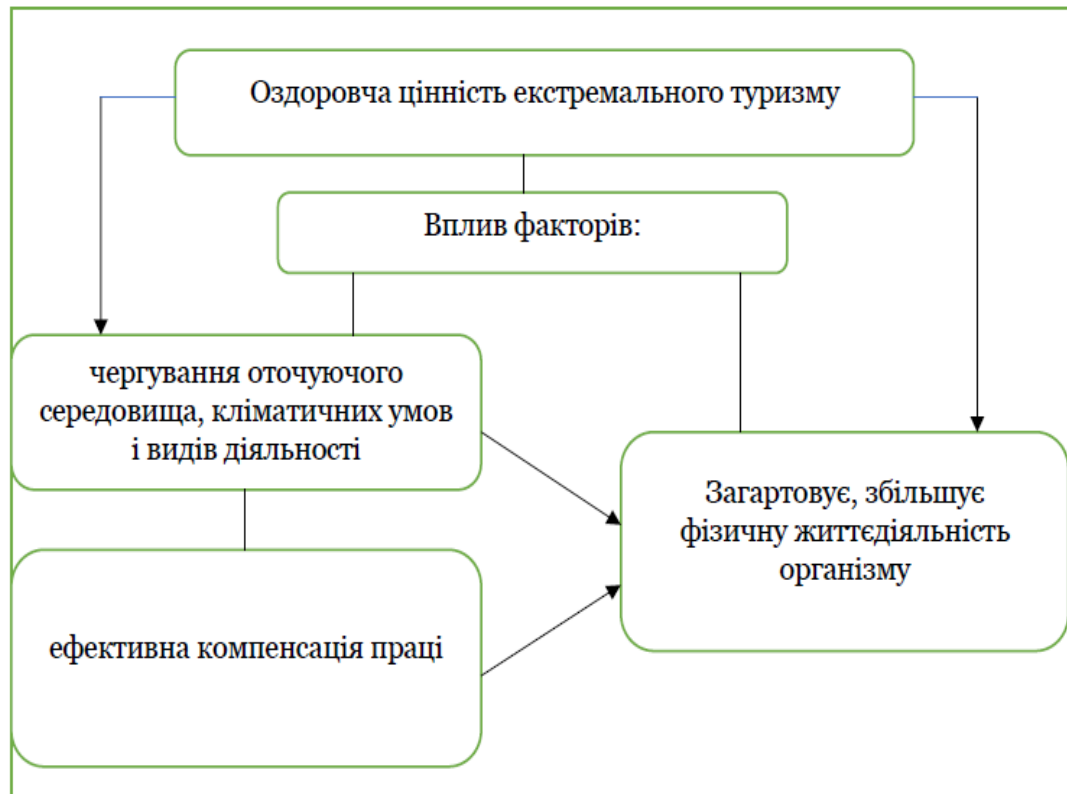 Оздоровча цінність екстремального туризму
Вплив факторів:
чергування оточуючого
середовища, кліматичних умов
і видів діяльності
Загартовує, збільшує
фізичну життєдіяльність
організму
ефективна компенсація праці